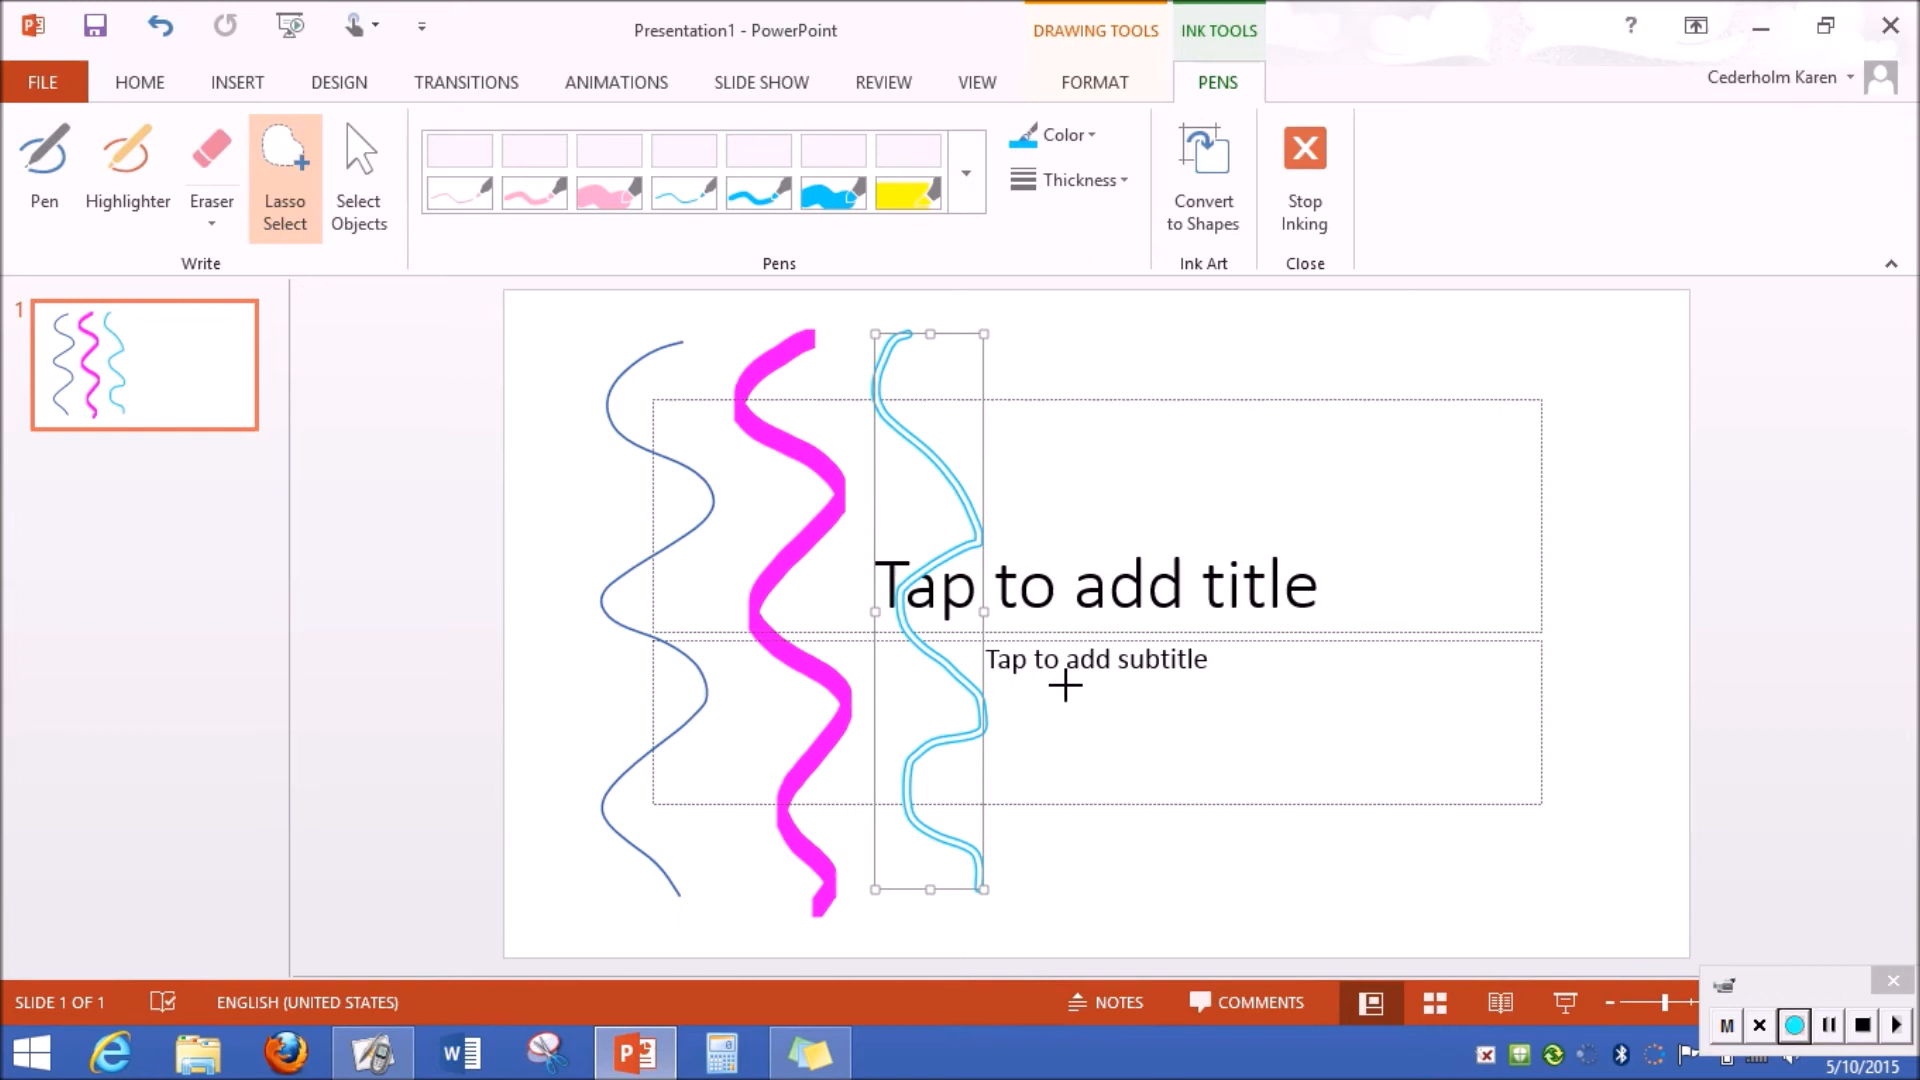 Presentation1 - PowerPoint
DRAWING TOOLS
INK TOOLS
?
FILE
HOME
INSERT
DESIGN
TRANSITIONS
ANIMATIONS
SLIDE SHOW
REVIEW
VIEW
FORMAT
PENS
Cederholm Karen
Pen
Highlighter
Eraser
Lasso
Select
Select
Objects
Color
Thickness
Convert
to Shapes
Stop
Inking
Write
Pens
Ink Art
Close
1
Tap to add title
Tap to add subtitle
SLIDE 1 OF 1
ENGLISH (UNITED STATES)
NOTES
COMMENTS
M
5/10/2015